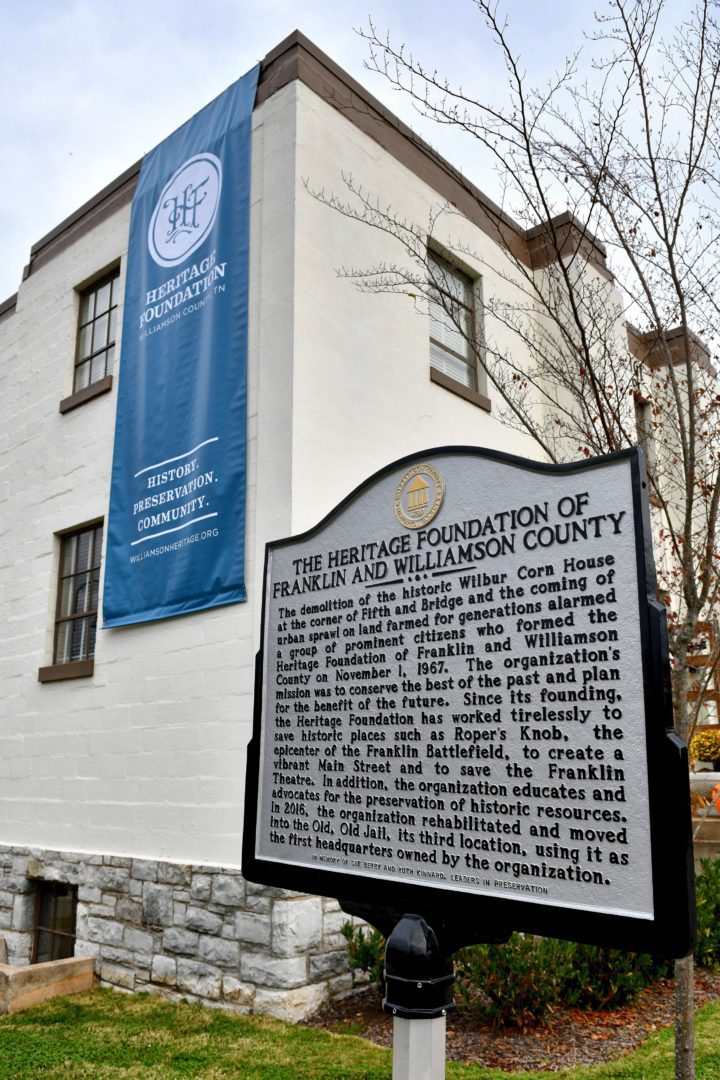 HF
HERITAGE
FOUNDATION
WILLIAMSON COUNTY, TN
HISTORY.
PRESERVATION.
COMMUNITY.
WILLIAMSHERITAGE.ORG
THE HERITAGE FOUNDATION OF
FRANKLIN AND WILLIAMSON COUNTY
The demolition of the historic Wilbur Corn House
at the corner of Fifth and Bridge and the coming of
urban sprawl on land farmed for generations alarmed
a group of prominent citizens who formed the
Heritage Foundation of Franklin and Williamson
County on November 1, 1967. The organization's
mission was to conserve the best of the past and plan
for the benefit of the future. Since its founding,
the Heritage Foundation has worked tirelessly to
save historic places such as Roper's Knob, the
epicenter of the Franklin Battlefield, to create a
vibrant Main Street and to save the Franklin
Theatre. In addition, the organization educates and
advocates for the preservation of historic resources.
In 2016, the organization rehabilitated and moved
into the Old, Old Jail, its third location, using it as
the first headquarters owned by the organization.
IN MEMORY OF SUE BERRY AND RUTH KINNARD, LEADERS IN PRESERVATION